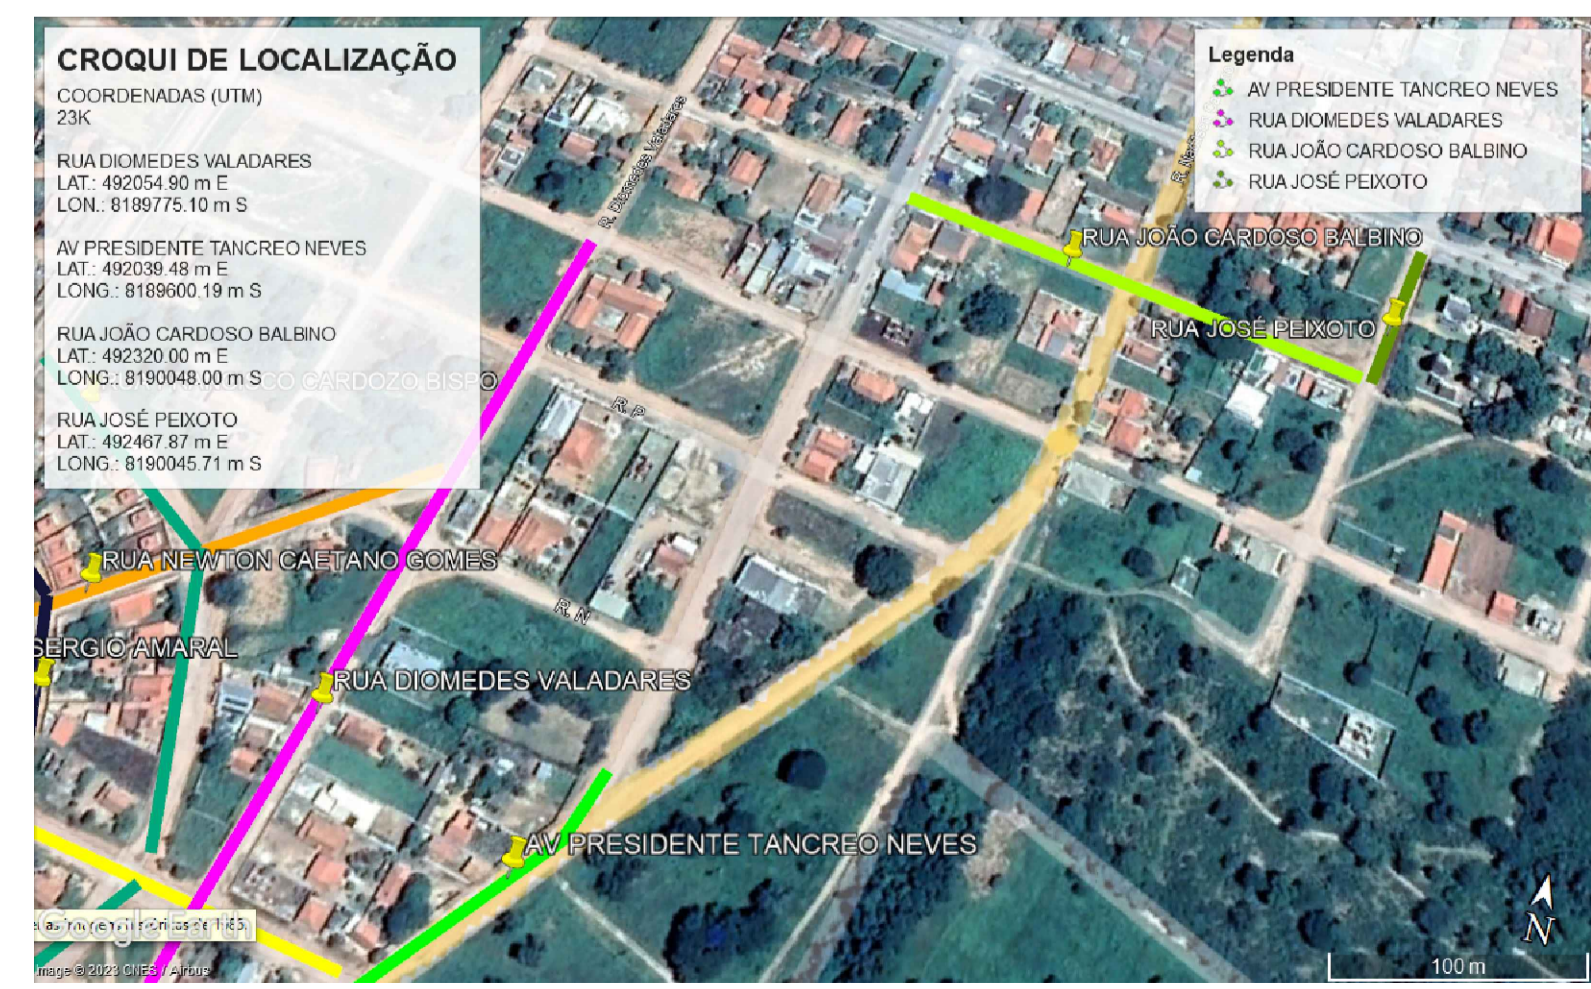 CROQUI DE LOCALIZAÇÃO
COORDENADAS (UTM)
23K
RUA DIOMEDES VALADARES
LAT.: 492054.90 m E
LON.: 8189775.10 m S
AV PRESIDENTE TANCREO NEVES
LAT.: 492039.48 m E
LONG.: 8189600.19 m S
RUA JOÃO CARDOSO BALBINO
LAT.: 492320.00 m E
LONG.: 8190048.00 m S
RUA JOSÉ PEIXOTO
LAT.: 492467.87 m E
LONG.: 8190045.71 m S
Legenda
AV PRESIDENTE TANCREO NEVES
RUA DIOMEDES VALADARES
RUA JOÃO CARDOSO BALBINO
RUA JOSÉ PEIXOTO
R. Diomedes Valadares
RUA JOÃO CARDOSO BALBINO
RUA JOSÉ PEIXOTO
CARDOZO BISPO
R. P
RUA NEWTON CAETANO GOMES
R. N
SERGIO AMARAL
RUA DIOMEDES VALADARES
AV PRESIDENTE TANCREO NEVES
Google Earth
Image © 2023 CNES / Airbus
N
100 m